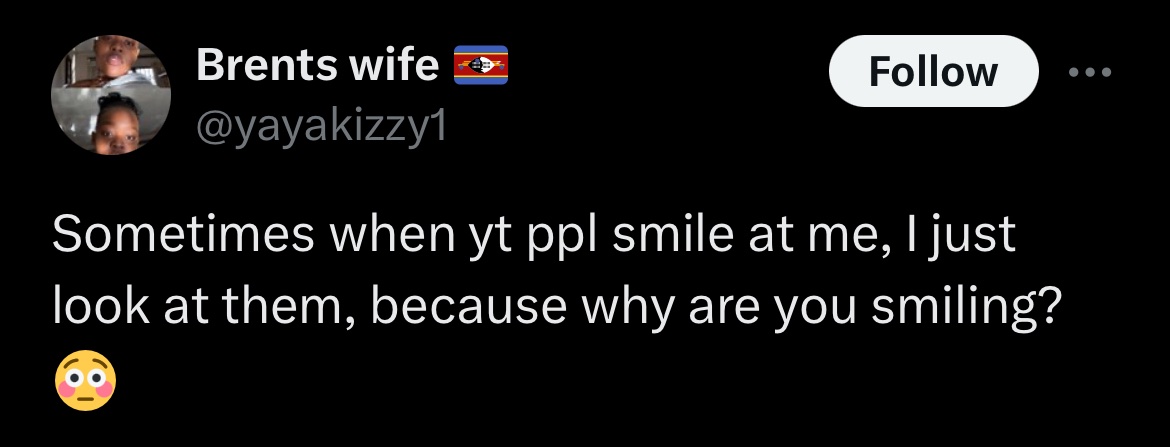 Brents wife 🇸🇿
@yayakizzy1
Follow
Sometimes when yt ppl smile at me, I just
look at them, because why are you smiling?
😳